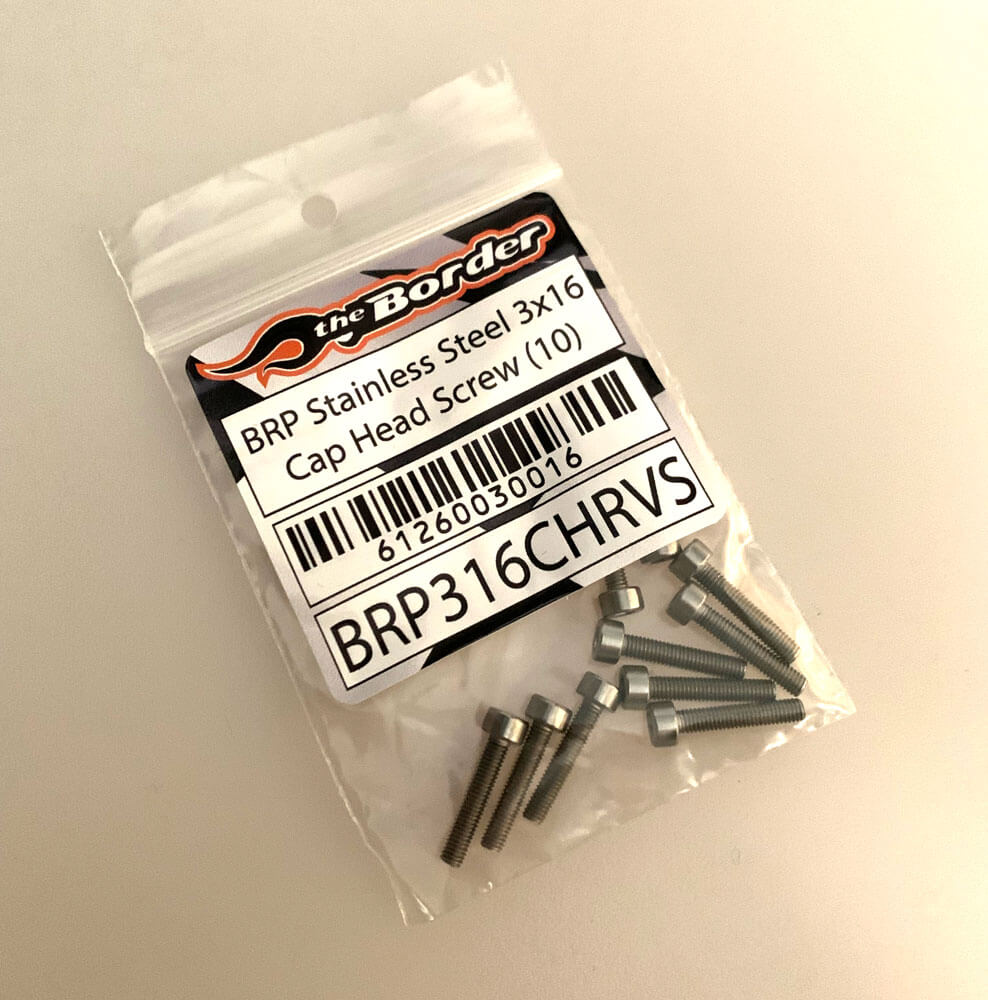 the Border
BRP Stainless Steel 3x16
Cap Head Screw (10)
61260030016
BRP316CHRVS